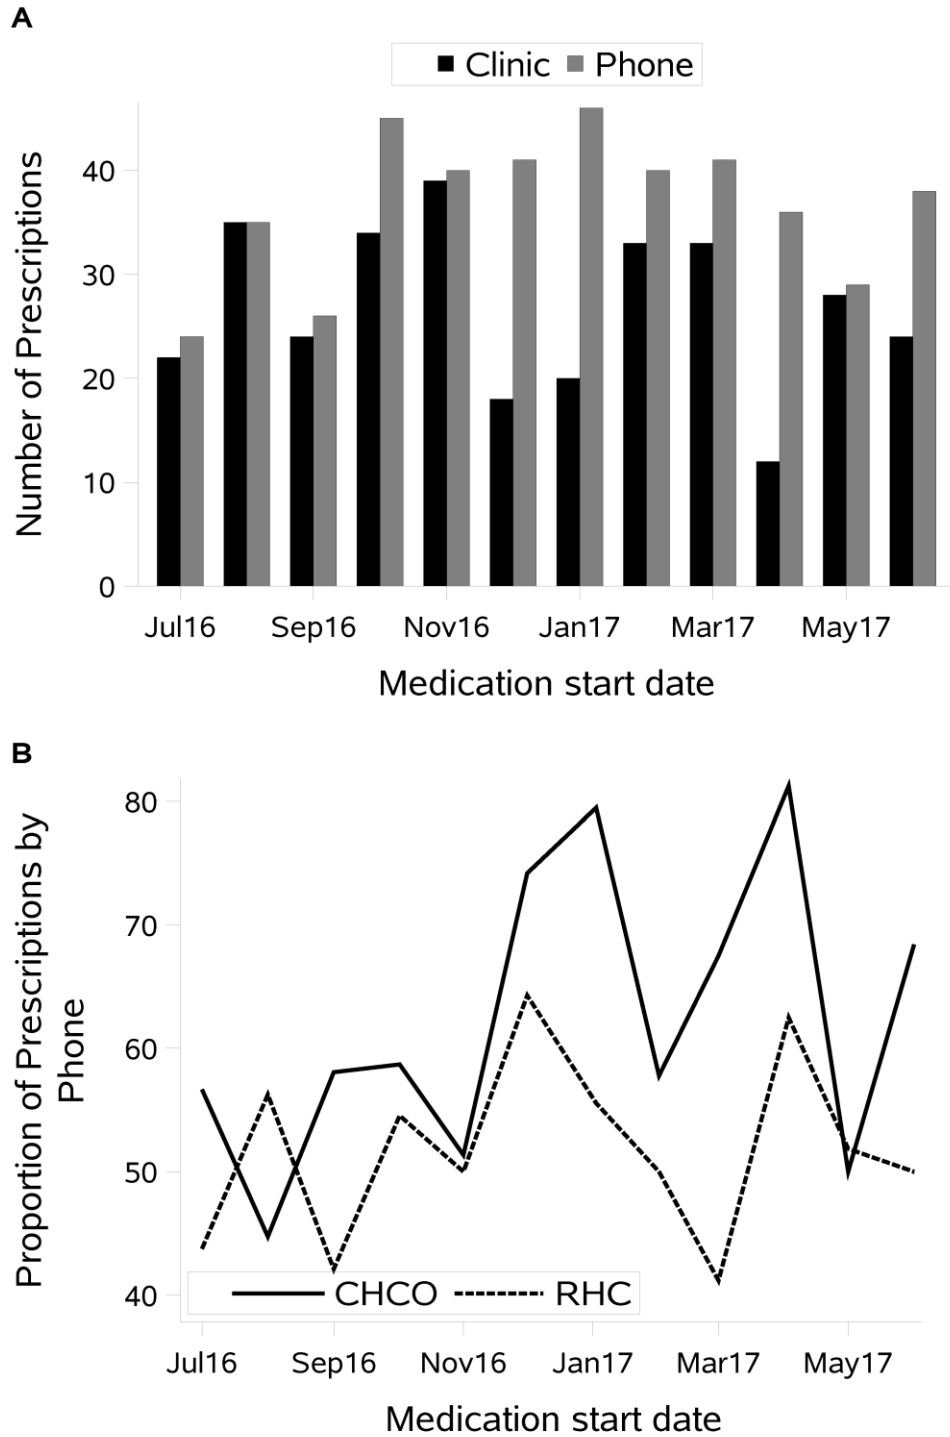 A
Clinic Phone
Number of Prescriptions
40
30
20
10
0
Jul16 Sep16 Nov16 Jan17 Mar17 May17
Medication start date
B
Proportion of Prescriptions by
Phone
80
70
60
50
40
CHCO RHC
Jul16 Sep16 Nov16 Jan17 Mar17 May17
Medication start date